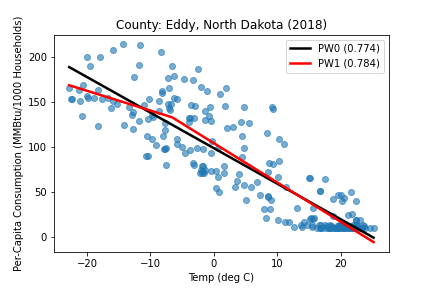 County: Eddy, North Dakota (2018)
PW0 (0.774)
PW1 (0.784)
Per-Capita Consumption (MMBtu/1000 Households)
200
150
100
50
0
−20 −10 0 10 20
Temp (deg C)